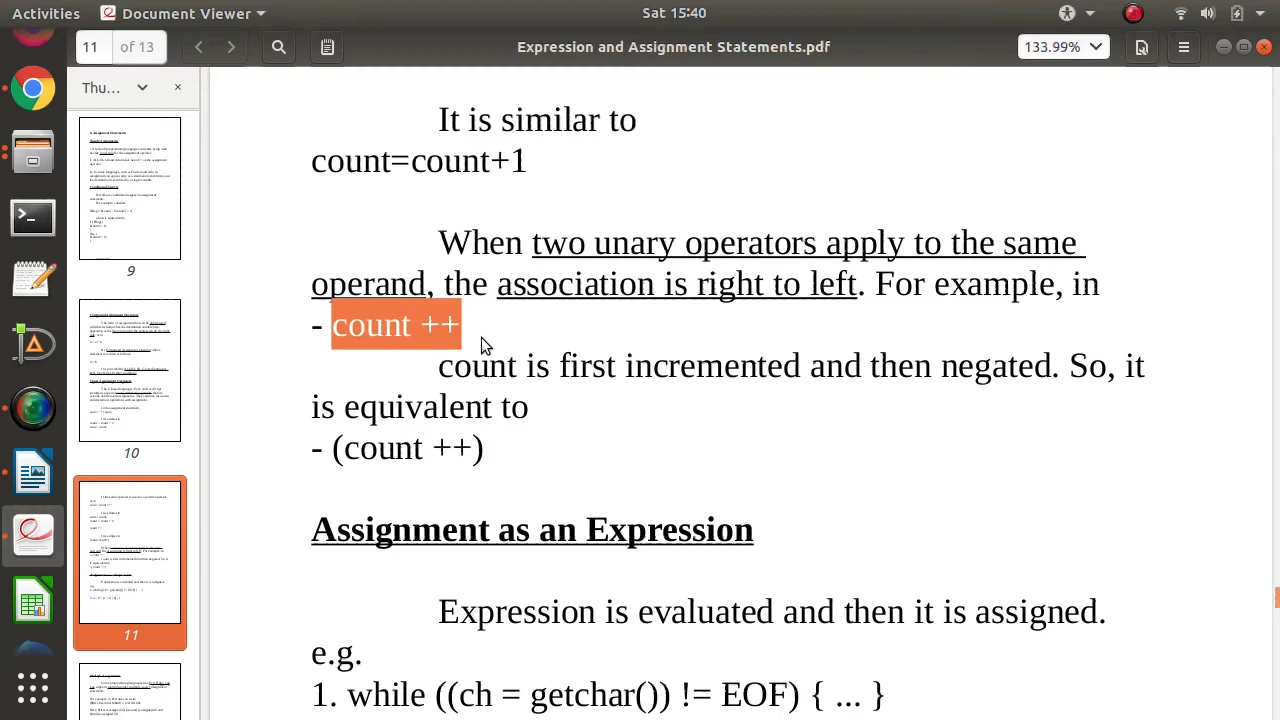 Activities Document Viewer Sat 15:40
11 of 13 Expression and Assignment Statements.pdf 133.99%
Thu...
It is similar to
count=count+1
When two unary operators apply to the same
operand, the association is right to left. For example, in
- count ++
count is first incremented and then negated. So, it
is equivalent to
- (count ++)
Assignment as an Expression
Expression is evaluated and then it is assigned.
e.g.
1. while ((ch = getchar()) != EOF) { ... }
9
10
11